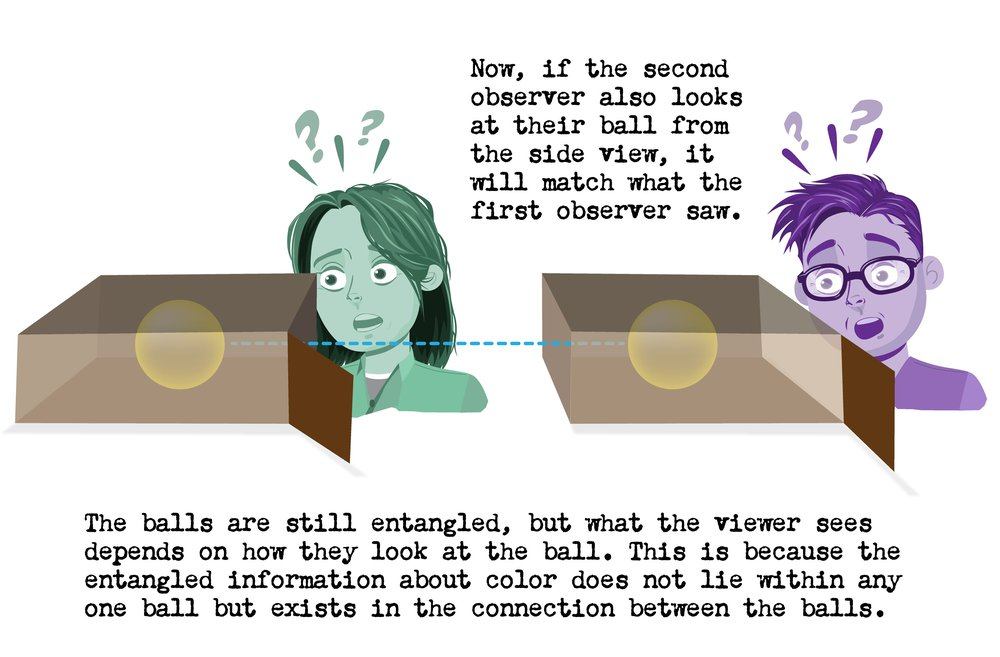 Now, if the second
observer also looks
at their ball from
the side view, it
will match what the
first observer saw.
? ?
? ?
The balls are still entangled, but what the viewer sees
depends on how they look at the ball. This is because the
entangled information about color does not lie within any
one ball but exists in the connection between the balls.